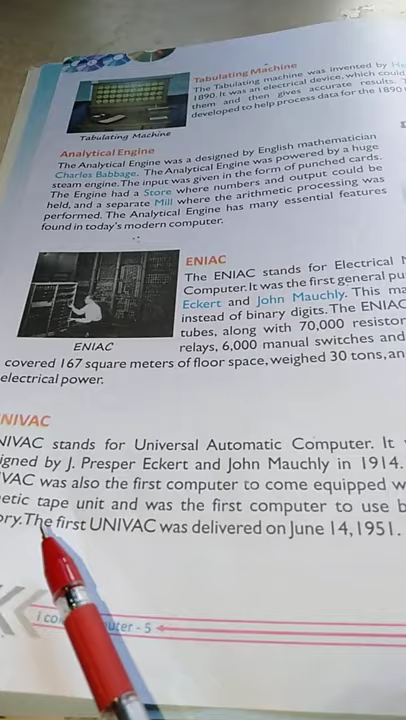 Tabulating Machine
The Tabulating machine was invented by
1890. It was an electrical device, which could
them and then gives accurate results.
developed to help process data for the 1890
Tabulating Machine
Analytical Engine
The Analytical Engine was a designed by English mathematician
Charles Babbage. The Analytical Engine was powered by a huge
steam engine. The input was given in the form of punched cards.
The Engine had a Store where numbers and output could be
held, and a separate Mill where the arithmetic processing was
performed. The Analytical Engine has many essential features
found in today's modern computer.
ENIAC
The ENIAC stands for Electrical
Computer. It was the first general
Eckert and John Mauchly. This
instead of binary digits. The ENIAC
tubes, along with 70,000 resistor
relays, 6,000 manual switches and
ENIAC
covered 167 square meters of floor space, weighed 30 tons,
electrical power.
NIVAC
NIVAC stands for Universal Automatic Computer. It
igned by J. Presper Eckert and John Mauchly in 1914.
IVAC was also the first computer to come equipped
etic tape unit and was the first computer to use
ory. The first UNIVAC was delivered on June 14, 1951.
i co uter - 5